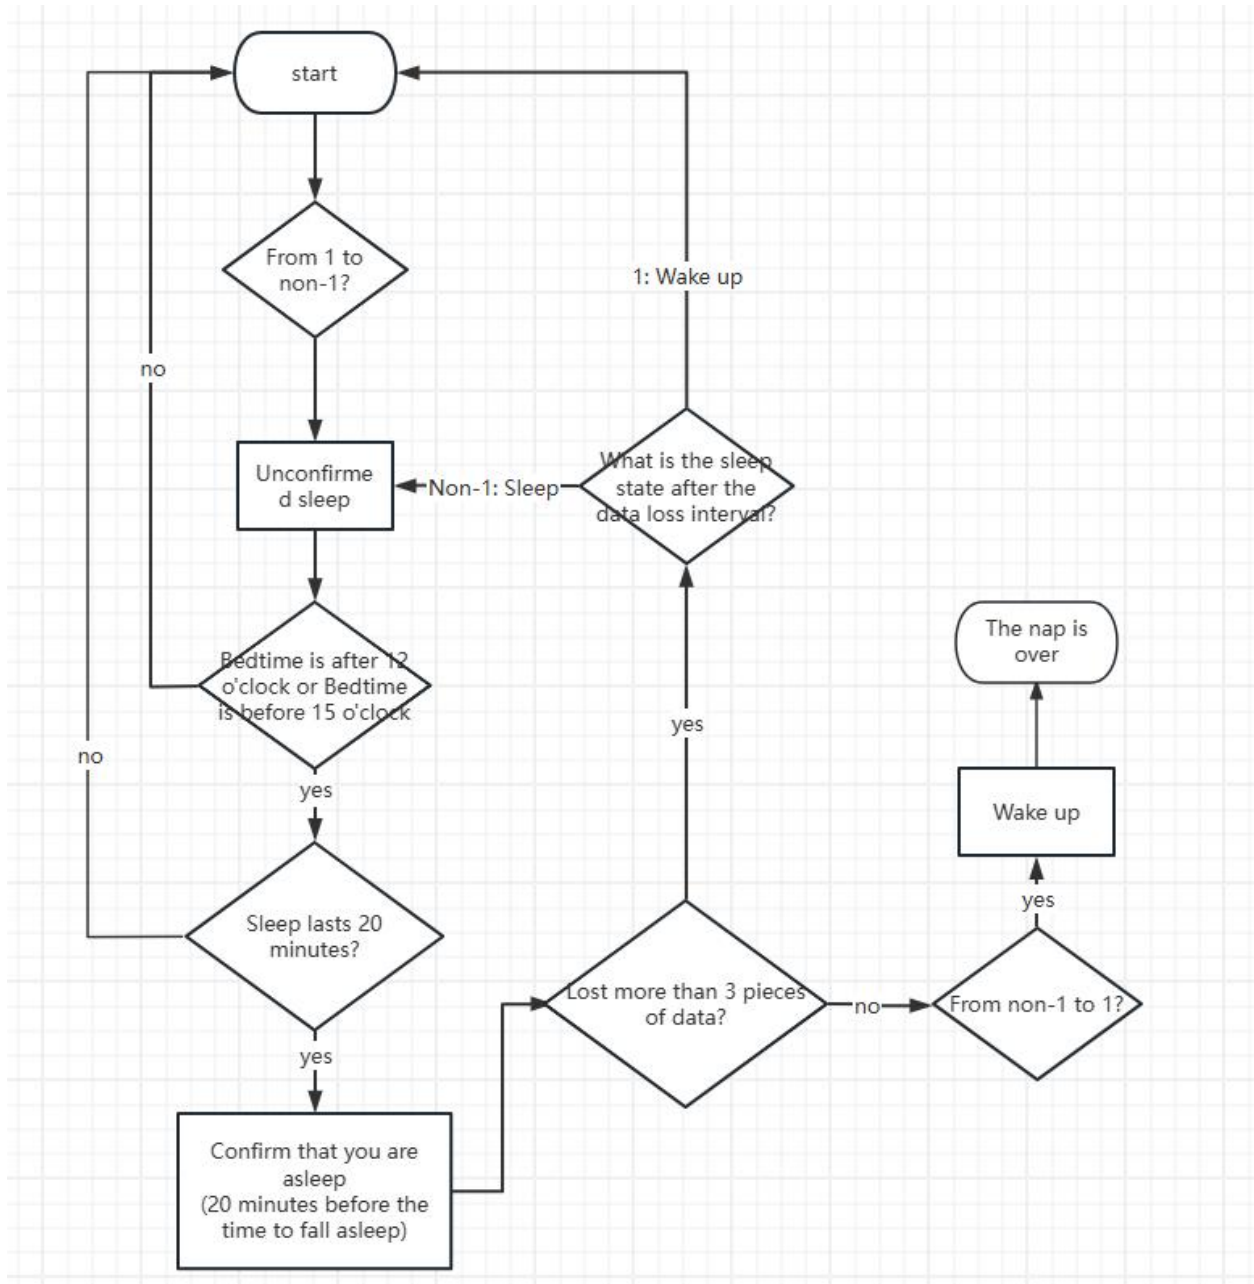 start
From 1 to
non-1?
1: Wake up
no
Unconfirme
d sleep
What is the sleep
state after the
data loss interval?
Non-1: Sleep
Bedtime is after 12
o'clock or Bedtime
is before 15 o'clock
The nap is
over
yes
no
yes
Wake up
yes
Sleep lasts 20
minutes?
Lost more than 3 pieces
of data?
no
From non-1 to 1?
yes
Confirm that you are
asleep
(20 minutes before the
time to fall asleep)